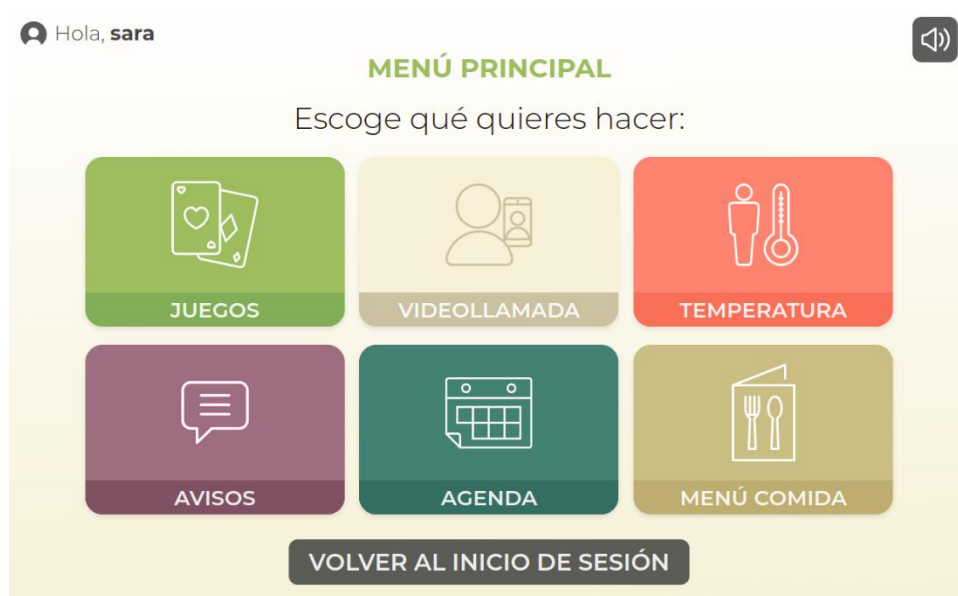 Hola, sara
MENÚ PRINCIPAL
Escoge qué quieres hacer:
JUEGOS
VIDEOLLAMADA
TEMPERATURA
AVISOS
AGENDA
MENÚ COMIDA
VOLVER AL INICIO DE SESIÓN